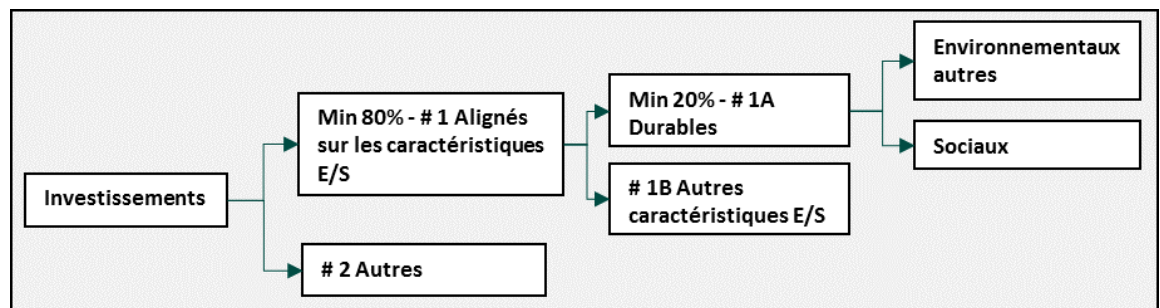 Investissements
Min 80% - # 1 Alignés
sur les caractéristiques
E/S
# 2 Autres
Min 20% - # 1A
Durables
# 1B Autres
caractéristiques E/S
Environnementaux
autres
Sociaux